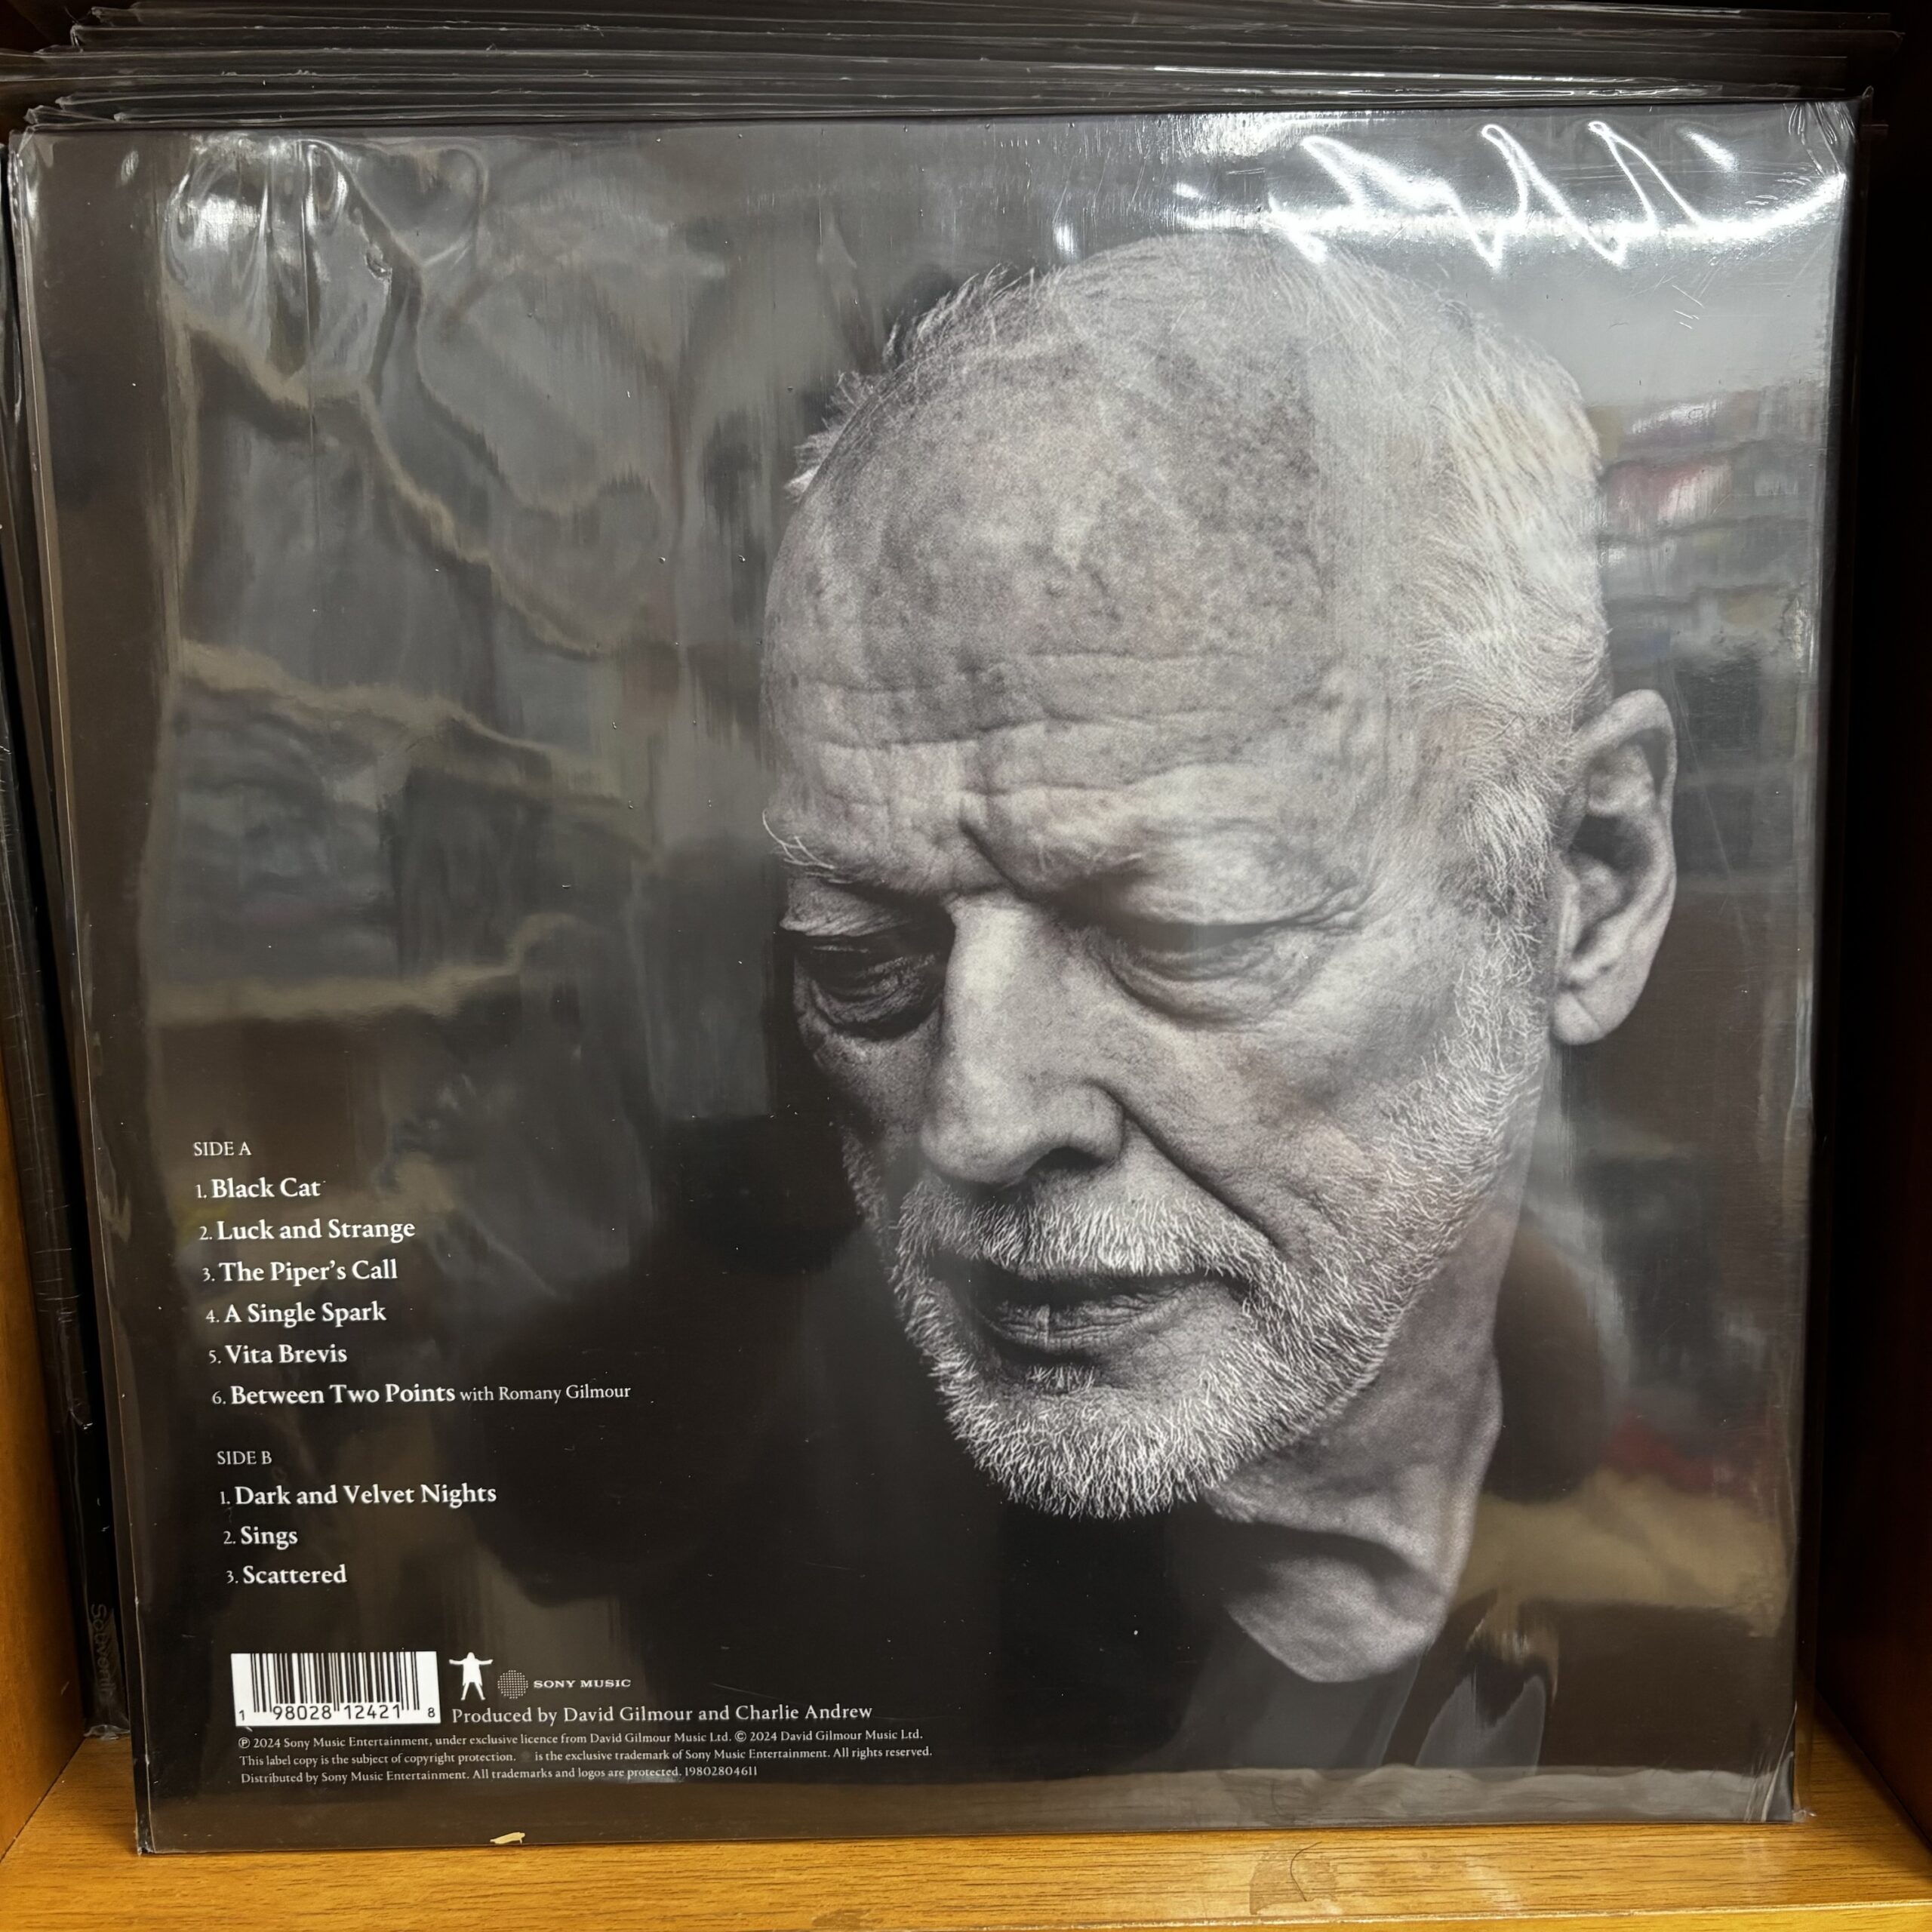 SIDE A
1. Black Cat
2. Luck and Strange
3. The Piper's Call
4. A Single Spark
5. Vita Brevis
6. Between Two Points with Romany Gilmour
SIDE B
1. Dark and Velvet Nights
2. Sings
3. Scattered
1 98028 12421 8
SONY MUSIC
Produced by David Gilmour and Charlie Andrew
℗ 2024 Sony Music Entertainment, under exclusive licence from David Gilmour Music Ltd. © 2024 David Gilmour Music Ltd.
This label copy is the subject of copyright protection. is the exclusive trademark of Sony Music Entertainment. All rights reserved.
Distributed by Sony Music Entertainment. All trademarks and logos are protected. 19802804611